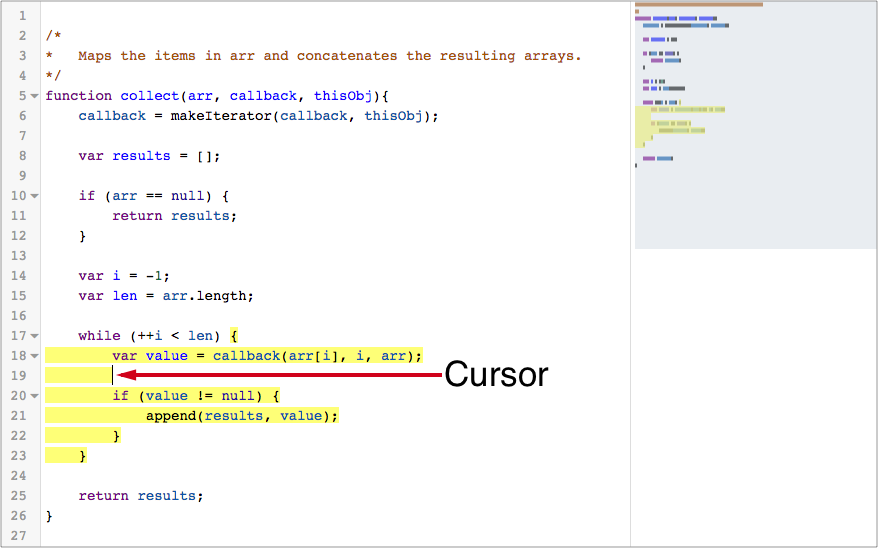 1
2 /*
3 *   Maps the items in arr and concatenates the resulting arrays.
4 */
5 function collect(arr, callback, thisObj){
6     callback = makeIterator(callback, thisObj);
7
8     var results = [];
9
10     if (arr == null) {
11         return results;
12     }
13
14     var i = -1;
15     var len = arr.length;
16
17     while (++i < len) {
18         var value = callback(arr[i], i, arr);
19         Cursor
20         if (value != null) {
21             append(results, value);
22         }
23     }
24
25     return results;
26 }
27